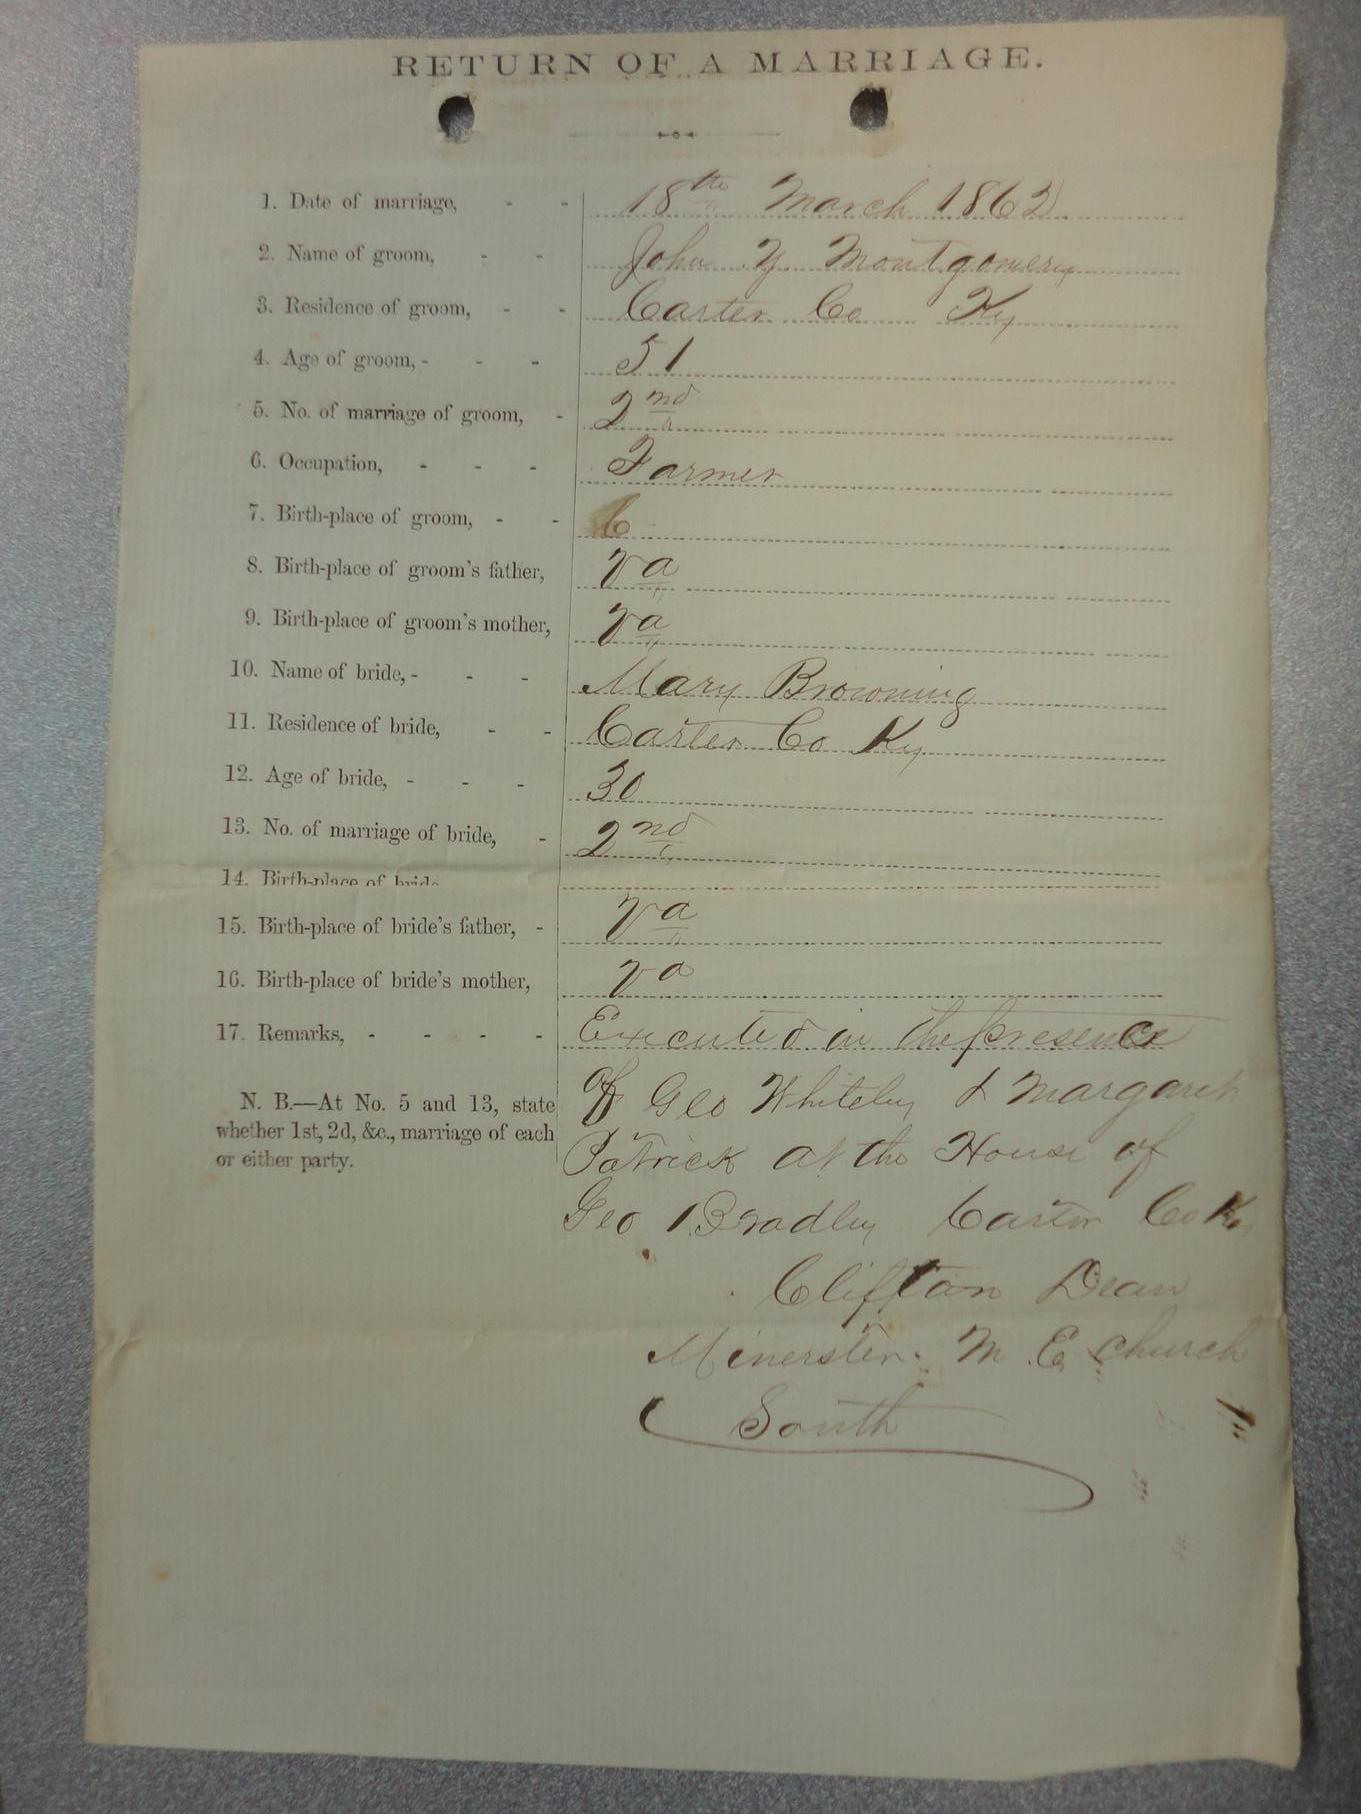 RETURN OF A MARRIAGE.
1. Date of marriage, - - 18th March 1862
2. Name of groom, - - John Y Montgomery
3. Residence of groom, - - Carter Co Ky
4. Age of groom, - - - 51
5. No. of marriage of groom, - 2nd
6. Occupation, - - - Farmer
7. Birth-place of groom, - - C
8. Birth-place of groom's father, Va
9. Birth-place of groom's mother, Va
10. Name of bride, - - - Mary Browning
11. Residence of bride, - - Carter Co Ky
12. Age of bride, - - - 30
13. No. of marriage of bride, - 2nd
14. Birth-place of bride
15. Birth-place of bride's father, - Va
16. Birth-place of bride's mother, Va
17. Remarks, - - - - Executed in the presence
of Geo Whiteley & Margaret
Patrick at the House of
Geo Bradley Carter Co Ky
N. B.—At No. 5 and 13, state
whether 1st, 2d, &c., marriage of each
or either party.
Clifton Dean
Minerster. M. E church
South